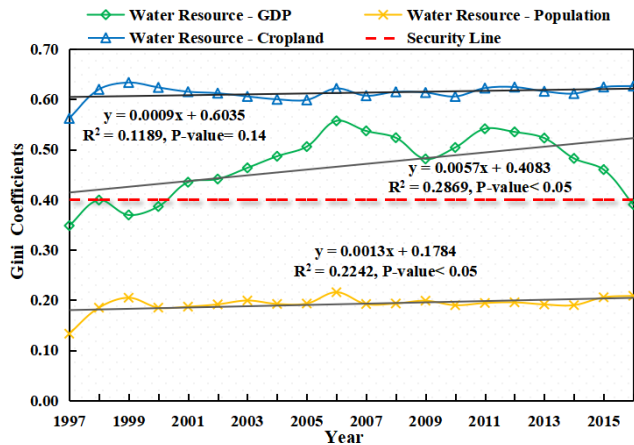 Water Resource - GDP
Water Resource - Population
Water Resource - Cropland
Security Line
0.70
0.60
0.50
0.40
0.30
0.20
0.10
0.00
Gini Coefficients
y = 0.0009x + 0.6035
R² = 0.1189, P-value= 0.14
y = 0.0057x + 0.4083
R² = 0.2869, P-value< 0.05
y = 0.0013x + 0.1784
R² = 0.2242, P-value< 0.05
1997 1999 2001 2003 2005 2007 2009 2011 2013 2015
Year